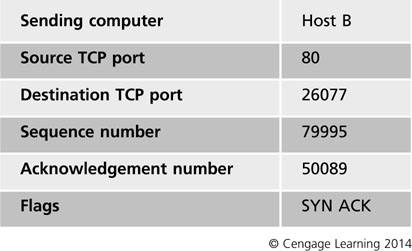 Sending computer Host B
Source TCP port 80
Destination TCP port 26077
Sequence number 79995
Acknowledgement number 50089
Flags SYN ACK
© Cengage Learning 2014